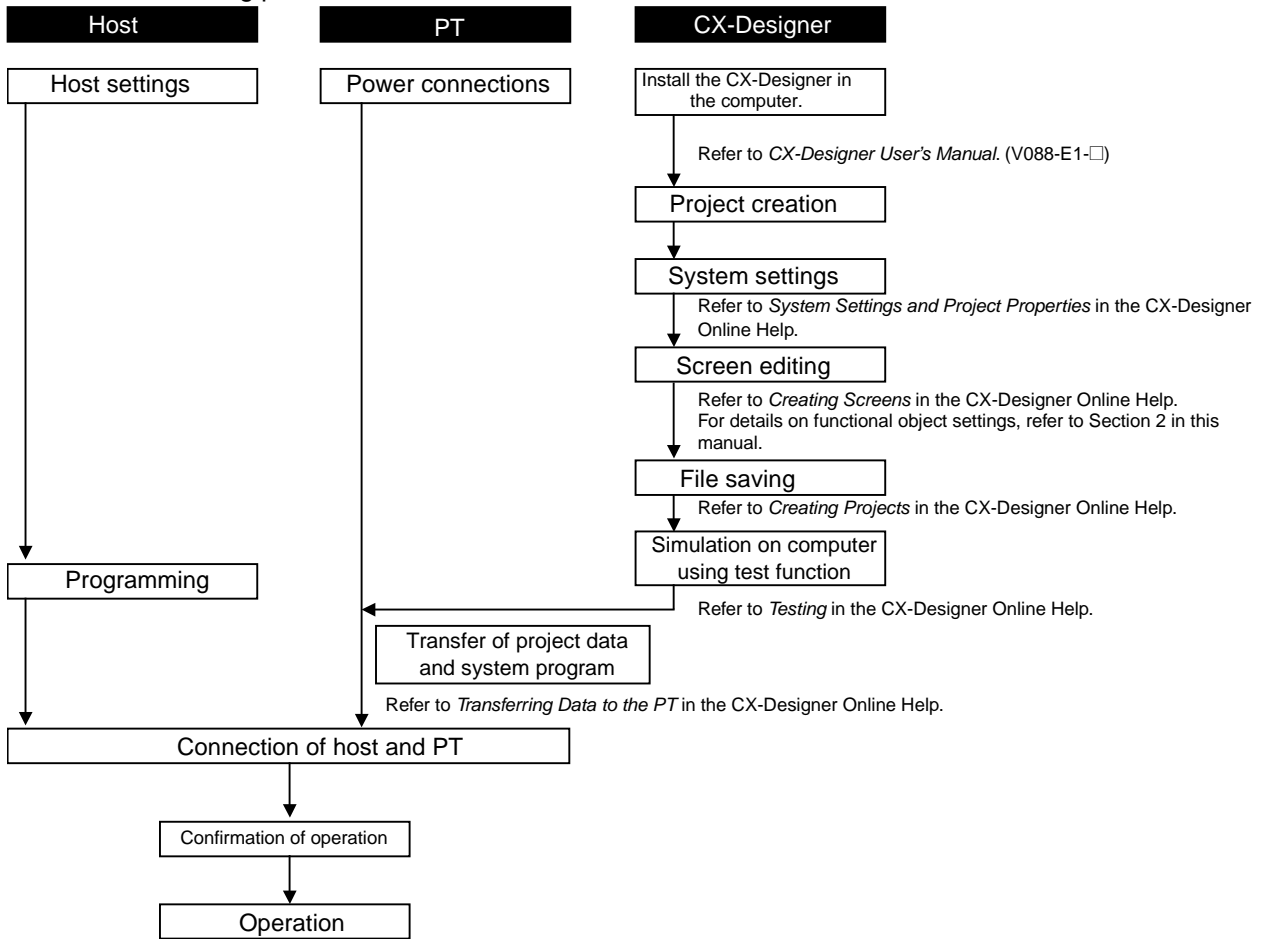 Host
PT
CX-Designer
Host settings
Power connections
Install the CX-Designer in
the computer.
Refer to CX-Designer User's Manual. (V088-E1-□)
Project creation
System settings
Refer to System Settings and Project Properties in the CX-Designer
Online Help.
Screen editing
Refer to Creating Screens in the CX-Designer Online Help.
For details on functional object settings, refer to Section 2 in this
manual.
File saving
Refer to Creating Projects in the CX-Designer Online Help.
Simulation on computer
using test function
Programming
Refer to Testing in the CX-Designer Online Help.
Transfer of project data
and system program
Refer to Transferring Data to the PT in the CX-Designer Online Help.
Connection of host and PT
Confirmation of operation
Operation